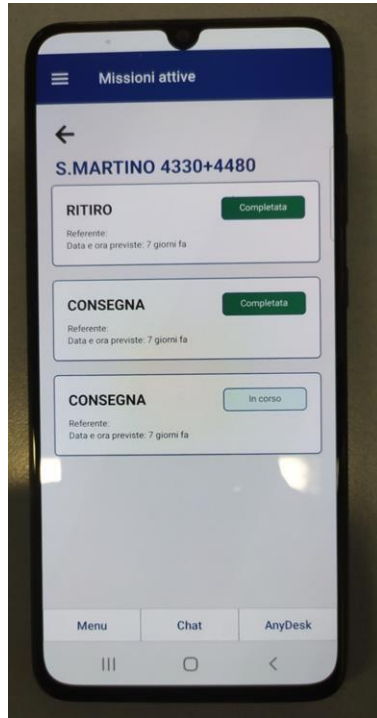 Missioni attive
S.MARTINO 4330+4480
RITIRO
Completata
Referente:
Data e ora previste: 7 giorni fa
CONSEGNA
Completata
Referente:
Data e ora previste: 7 giorni fa
CONSEGNA
In corso
Referente:
Data e ora previste: 7 giorni fa
Menu Chat AnyDesk